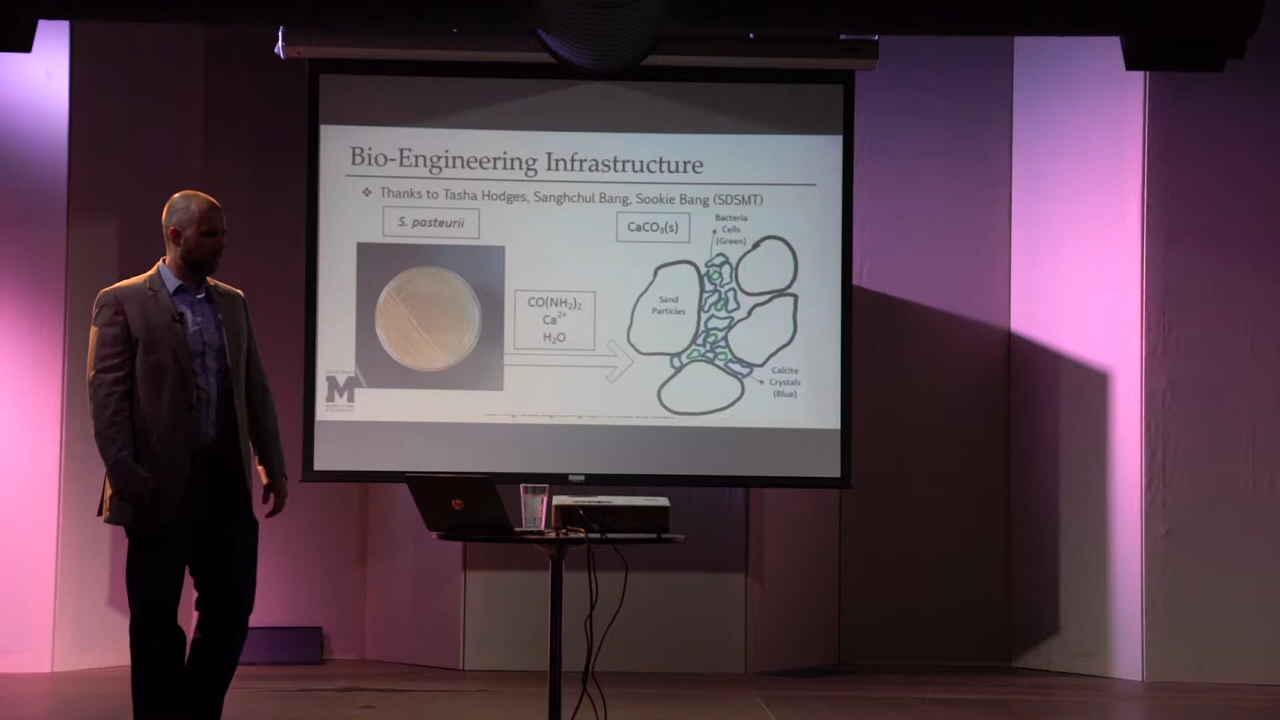 Bio-Engineering Infrastructure
❖ Thanks to Tasha Hodges, Sanghchul Bang, Sookie Bang (SDSMT)
S. pasteurii
CaCO₃(s)
Bacteria
Cells
(Green)
CO(NH₂)₂
Ca²⁺
H₂O
Sand
Particles
Calcite
Crystals
(Blue)
M
hp